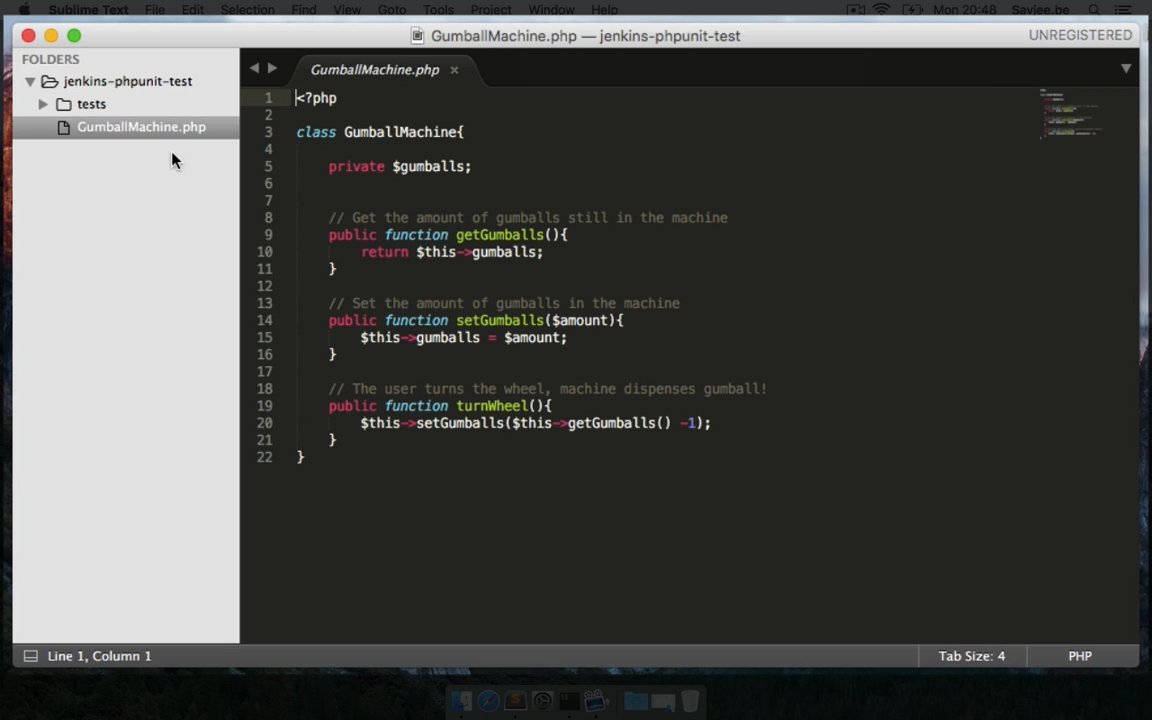 Sublime Text File Edit Selection Find View Goto Tools Project Window Help Mon 20:48 Saviee.be
GumballMachine.php — jenkins-phpunit-test UNREGISTERED
FOLDERS
jenkins-phpunit-test
tests
GumballMachine.php
GumballMachine.php ×
1 <?php
2
3 class GumballMachine{
4
5 private $gumballs;
6
7
8 // Get the amount of gumballs still in the machine
9 public function getGumballs(){
10 return $this->gumballs;
11 }
12
13 // Set the amount of gumballs in the machine
14 public function setGumballs($amount){
15 $this->gumballs = $amount;
16 }
17
18 // The user turns the wheel, machine dispenses gumball!
19 public function turnWheel(){
20 $this->setGumballs($this->getGumballs() -1);
21 }
22 }
Line 1, Column 1 Tab Size: 4 PHP